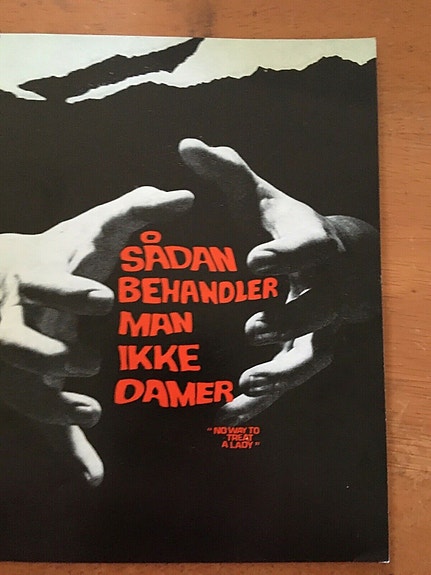 SÅDAN
BEHANDLER
MAN
IKKE
DAMER
"NO WAY TO
TREAT
A LADY"